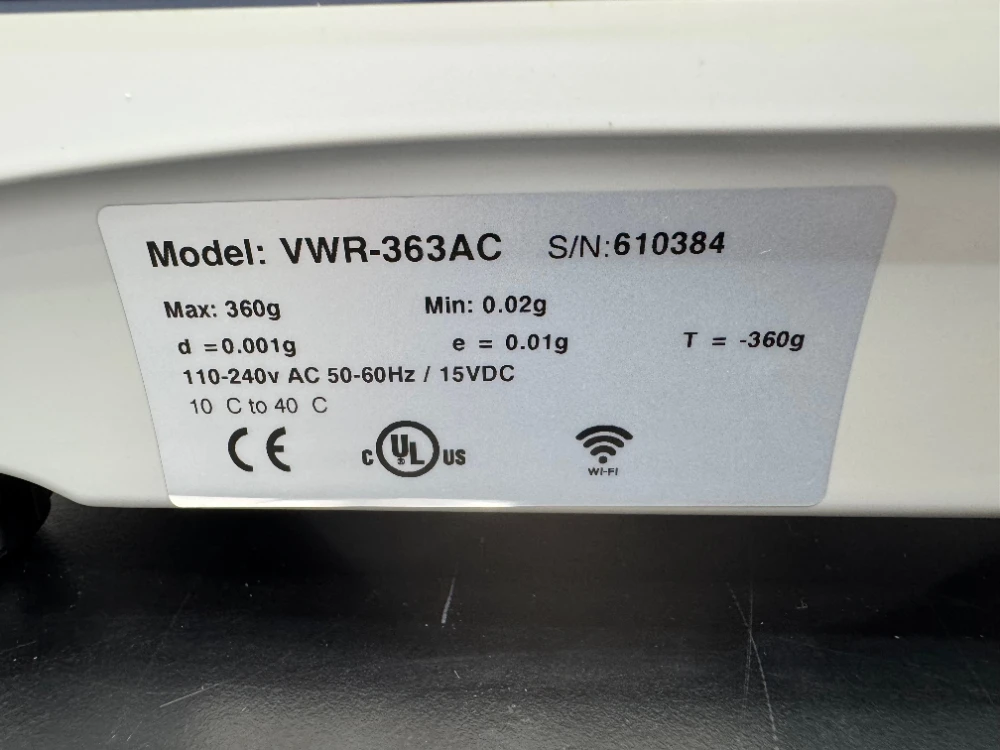 Model: VWR-363AC S/N:610384
Max: 360g Min: 0.02g
d =0.001g e = 0.01g T = -360g
110-240v AC 50-60Hz / 15VDC
10 C to 40 C
CE c UL US WI-FI